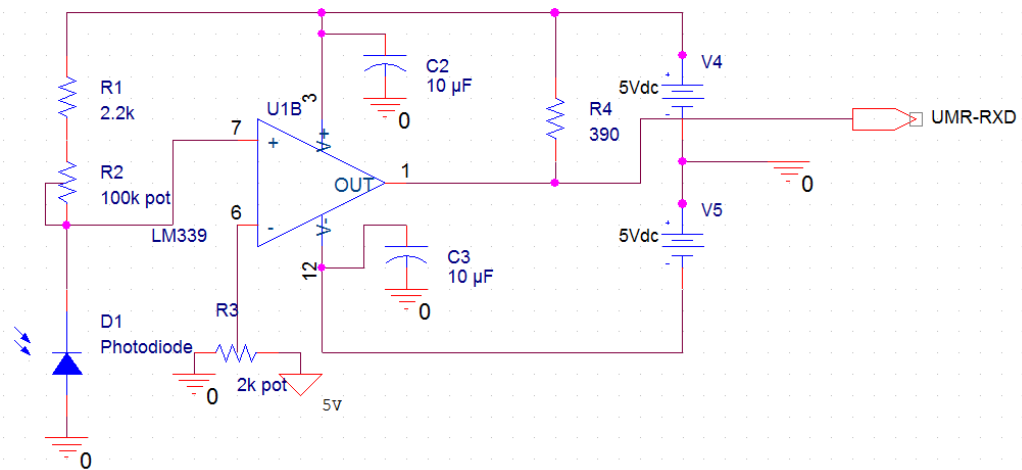 R1
2.2k
R2
100k pot
D1
Photodiode
U1B
LM339
3
7
+
V+
6
-
V-
OUT
1
12
C2
10 µF
0
C3
10 µF
0
R3
2k pot
0
5V
0
R4
390
V4
5Vdc
+
-
0
V5
5Vdc
+
-
UMR-RXD